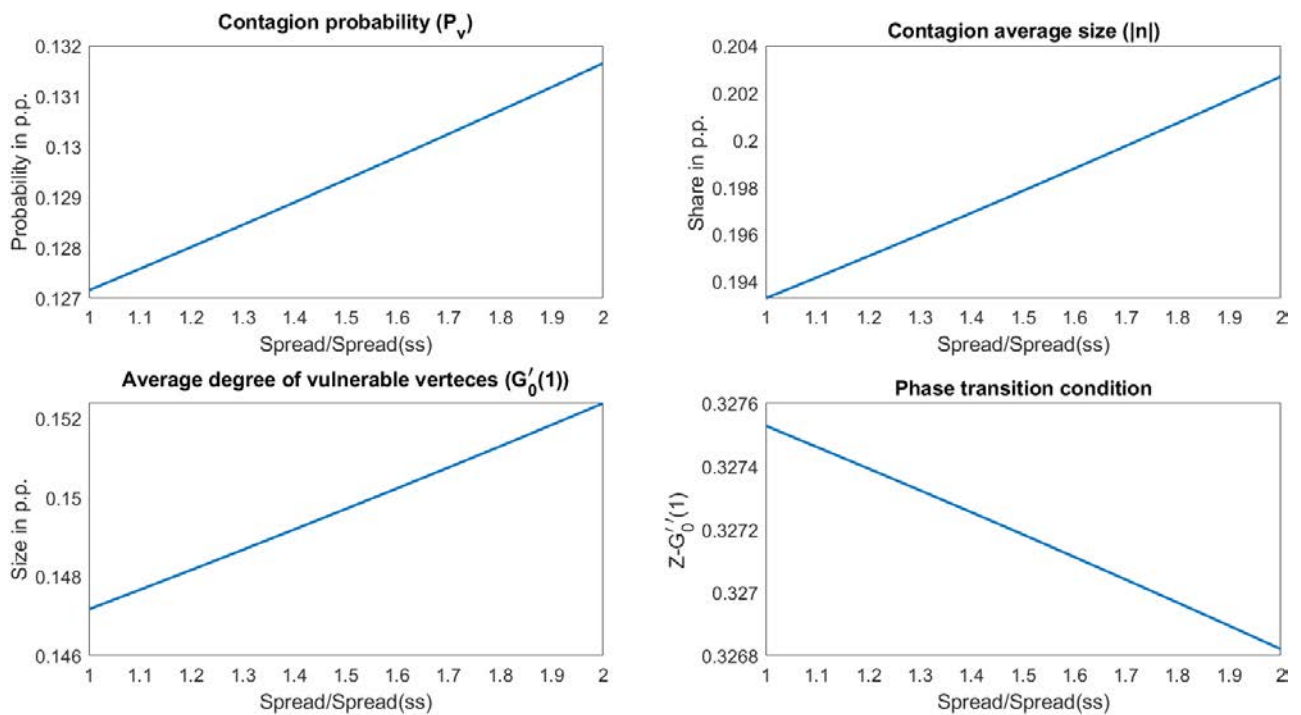 Contagion probability (Pv)
0.132
0.131
0.13
0.129
0.128
0.127
Probability in p.p.
1 1.1 1.2 1.3 1.4 1.5 1.6 1.7 1.8 1.9 2
Spread/Spread(ss)
Contagion average size (|n|)
0.204
0.202
0.2
0.198
0.196
0.194
Share in p.p.
1 1.1 1.2 1.3 1.4 1.5 1.6 1.7 1.8 1.9 2
Spread/Spread(ss)
Average degree of vulnerable verteces (G0′(1))
0.152
0.15
0.148
0.146
Size in p.p.
1 1.1 1.2 1.3 1.4 1.5 1.6 1.7 1.8 1.9 2
Spread/Spread(ss)
Phase transition condition
0.3276
0.3274
0.3272
0.327
0.3268
Z-G0′′(1)
1 1.1 1.2 1.3 1.4 1.5 1.6 1.7 1.8 1.9 2
Spread/Spread(ss)